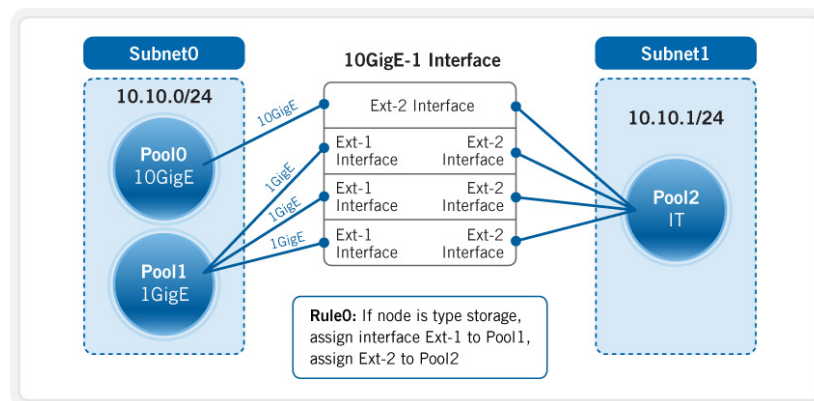 Subnet0
10GigE-1 Interface
Subnet1
10.10.0/24
10.10.1/24
Pool0
10GigE
Pool1
1GigE
10GigE
1GigE
1GigE
1GigE
Ext-2 Interface
Ext-1
Interface
Ext-2
Interface
Ext-1
Interface
Ext-2
Interface
Ext-1
Interface
Ext-2
Interface
Pool2
IT
Rule0: If node is type storage,
assign interface Ext-1 to Pool1,
assign Ext-2 to Pool2